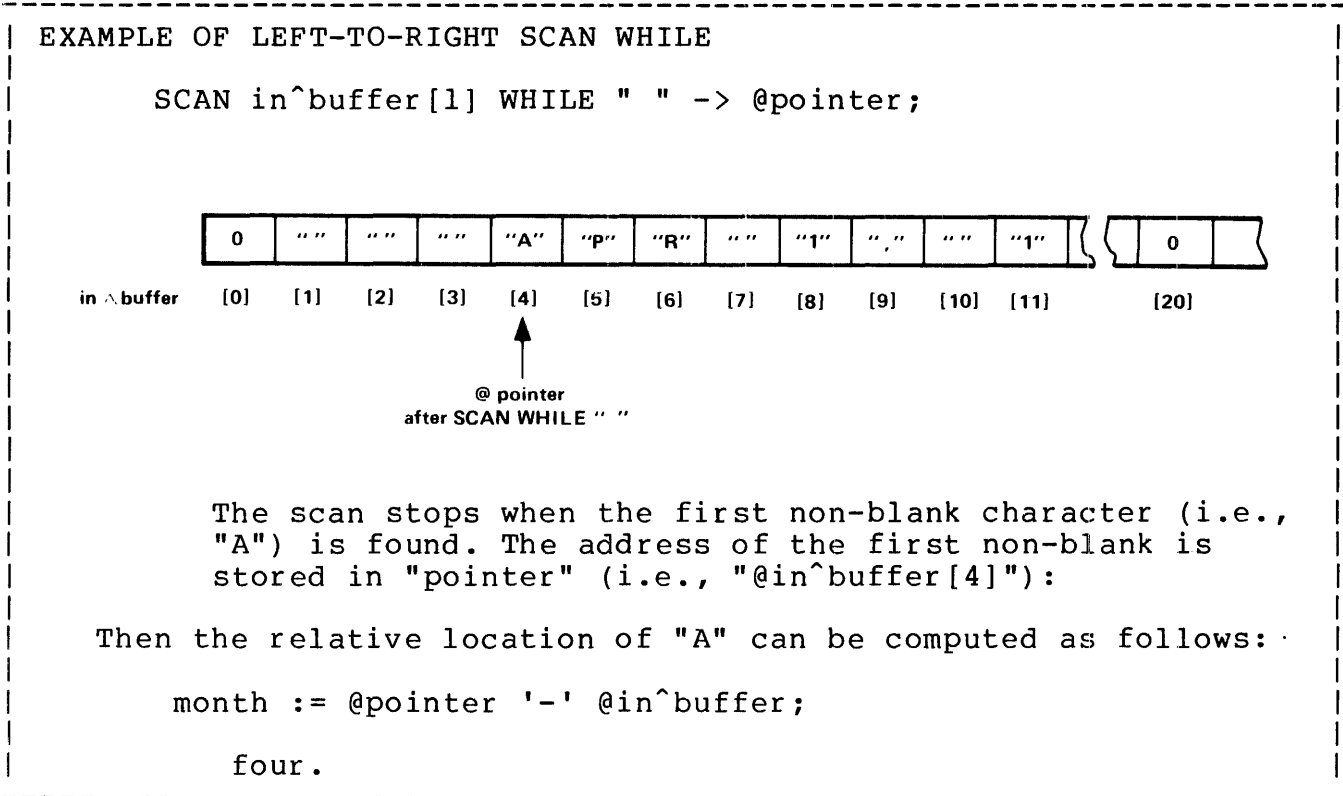 EXAMPLE OF LEFT-TO-RIGHT SCAN WHILE
SCAN in^buffer[1] WHILE " " -> @pointer;
0 " " " " " " "A" "P" "R" " " "1" "," " " "1" 0
in ^buffer [0] [1] [2] [3] [4] [5] [6] [7] [8] [9] [10] [11] [20]
@ pointer
after SCAN WHILE " "
The scan stops when the first non-blank character (i.e.,
"A") is found. The address of the first non-blank is
stored in "pointer" (i.e., "@in^buffer[4]"):
Then the relative location of "A" can be computed as follows:
month := @pointer '-' @in^buffer;
four.